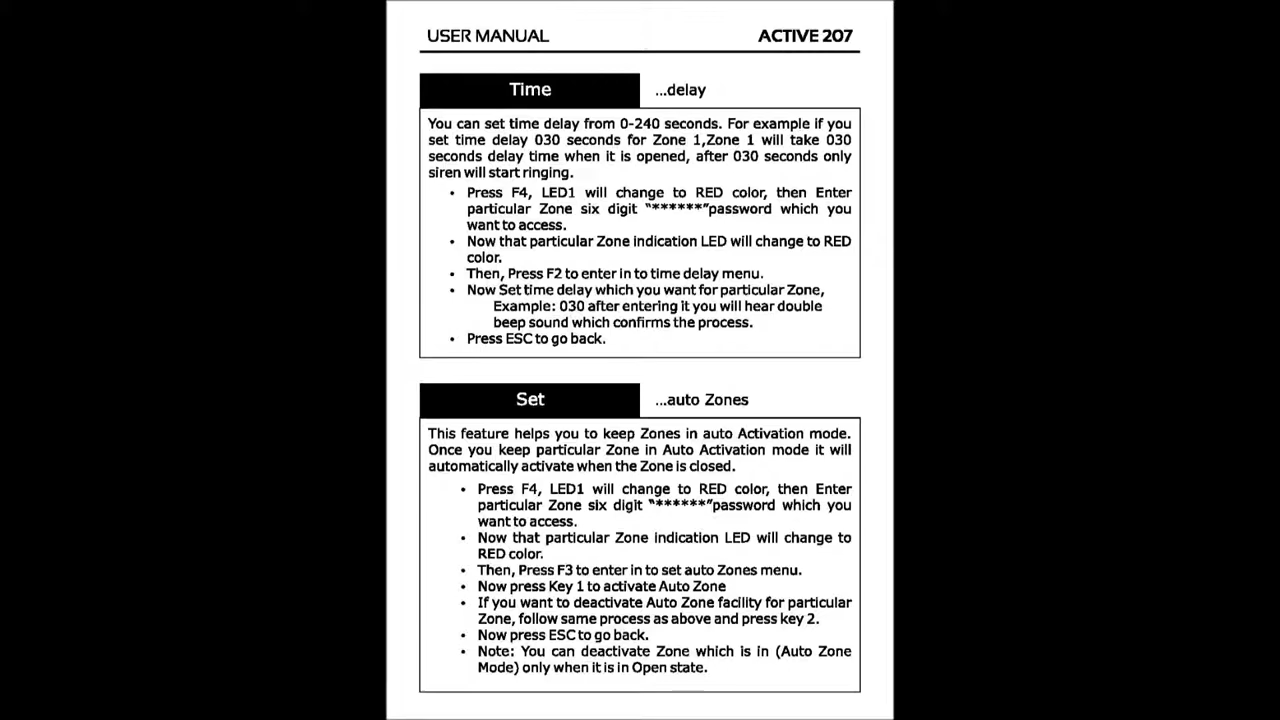 USER MANUAL ACTIVE 207
Time ...delay
You can set time delay from 0-240 seconds. For example if you
set time delay 030 seconds for Zone 1,Zone 1 will take 030
seconds delay time when it is opened, after 030 seconds only
siren will start ringing.
• Press F4, LED1 will change to RED color, then Enter
particular Zone six digit “******”password which you
want to access.
• Now that particular Zone indication LED will change to RED
color.
• Then, Press F2 to enter in to time delay menu.
• Now Set time delay which you want for particular Zone,
Example: 030 after entering it you will hear double
beep sound which confirms the process.
• Press ESC to go back.
Set ...auto Zones
This feature helps you to keep Zones in auto Activation mode.
Once you keep particular Zone in Auto Activation mode it will
automatically activate when the Zone is closed.
• Press F4, LED1 will change to RED color, then Enter
particular Zone six digit “******”password which you
want to access.
• Now that particular Zone indication LED will change to
RED color.
• Then, Press F3 to enter in to set auto Zones menu.
• Now press Key 1 to activate Auto Zone
• If you want to deactivate Auto Zone facility for particular
Zone, follow same process as above and press key 2.
• Now press ESC to go back.
• Note: You can deactivate Zone which is in (Auto Zone
Mode) only when it is in Open state.